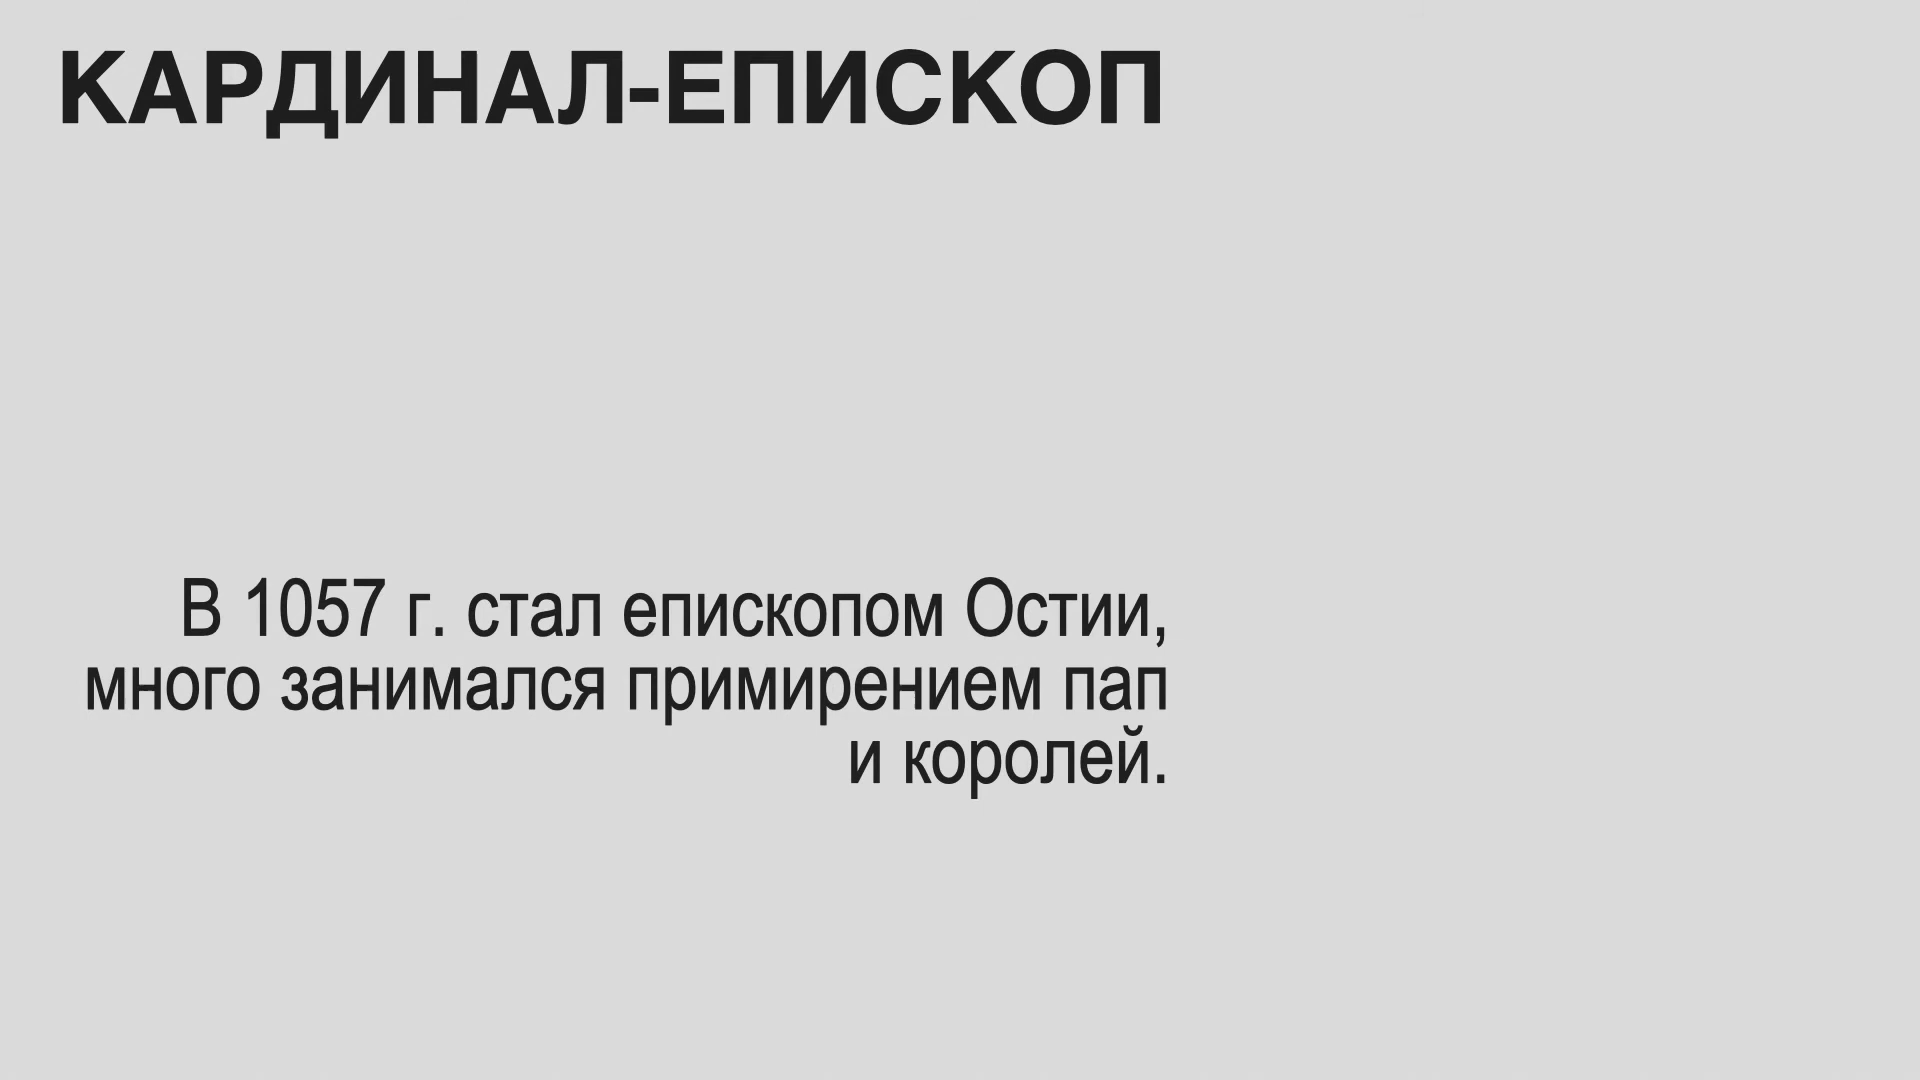 КАРДИНАЛ-ЕПИСКОП
В 1057 г. стал епископом Остии,
много занимался примирением пап
и королей.